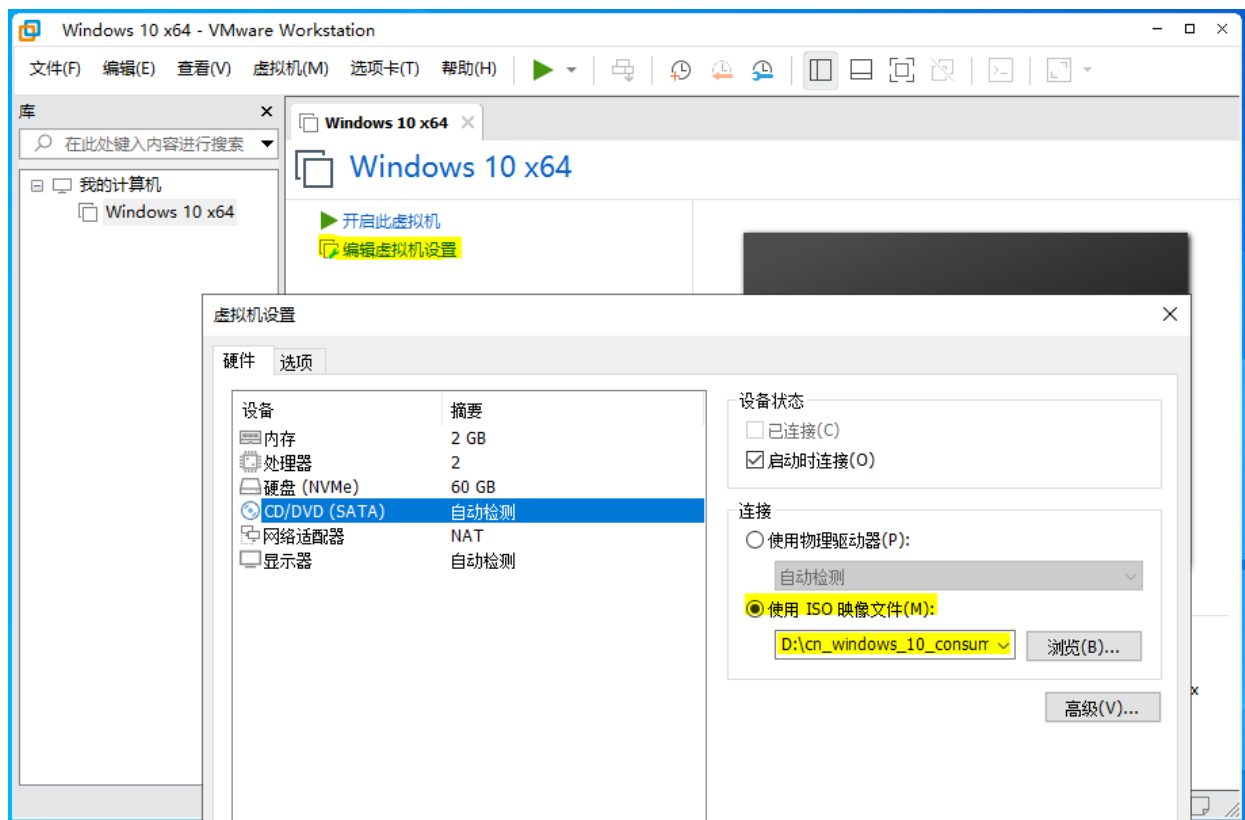 Windows 10 x64 - VMware Workstation
文件(F) 编辑(E) 查看(V) 虚拟机(M) 选项卡(T) 帮助(H)
库
在此处键入内容进行搜索
我的计算机
Windows 10 x64
Windows 10 x64
Windows 10 x64
开启此虚拟机
编辑虚拟机设置
虚拟机设置
硬件 选项
设备 摘要
内存 2 GB
处理器 2
硬盘 (NVMe) 60 GB
CD/DVD (SATA) 自动检测
网络适配器 NAT
显示器 自动检测
设备状态
已连接(C)
启动时连接(O)
连接
使用物理驱动器(P):
自动检测
使用 ISO 映像文件(M):
D:\cn_windows_10_consum
浏览(B)...
高级(V)...
x